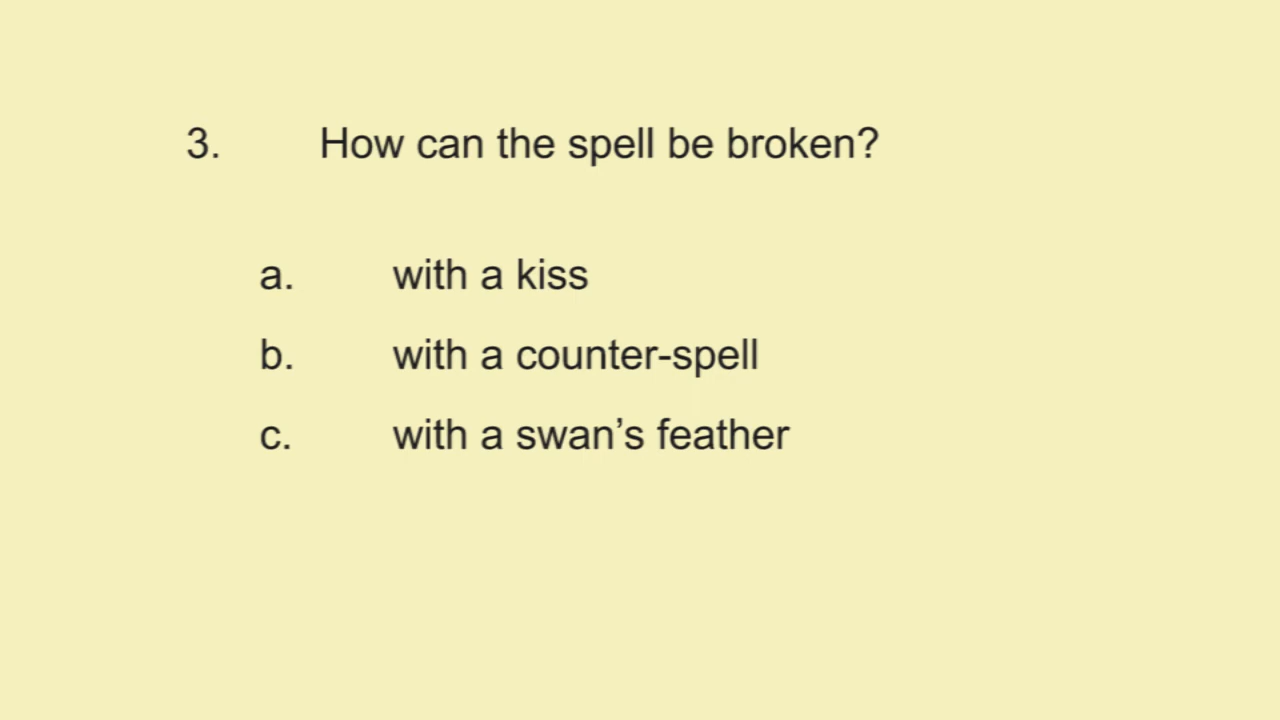 3. How can the spell be broken?
a. with a kiss
b. with a counter-spell
c. with a swan’s feather